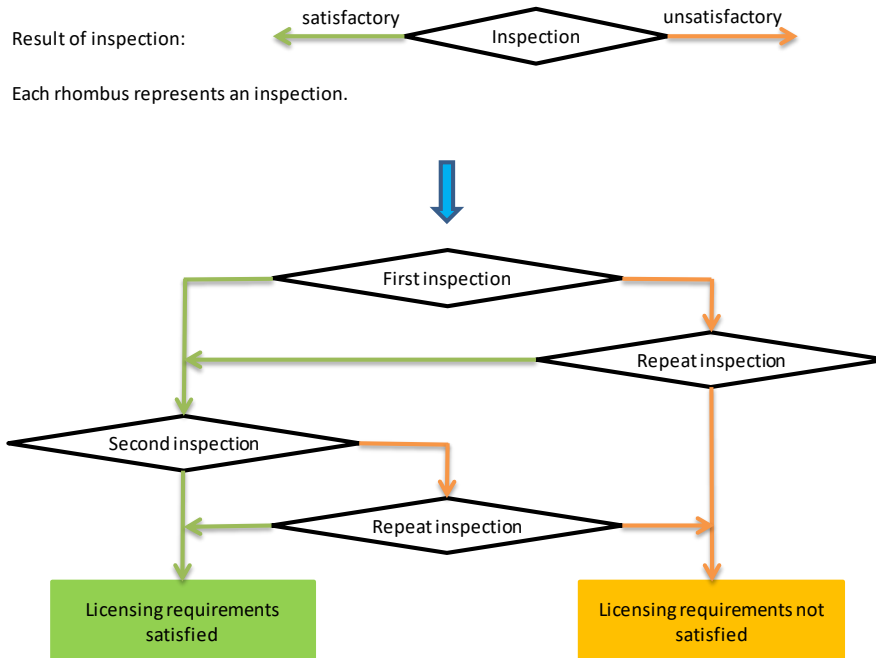 satisfactory
unsatisfactory
Result of inspection:
Inspection
Each rhombus represents an inspection.
First inspection
Repeat inspection
Second inspection
Repeat inspection
Licensing requirements
satisfied
Licensing requirements not
satisfied